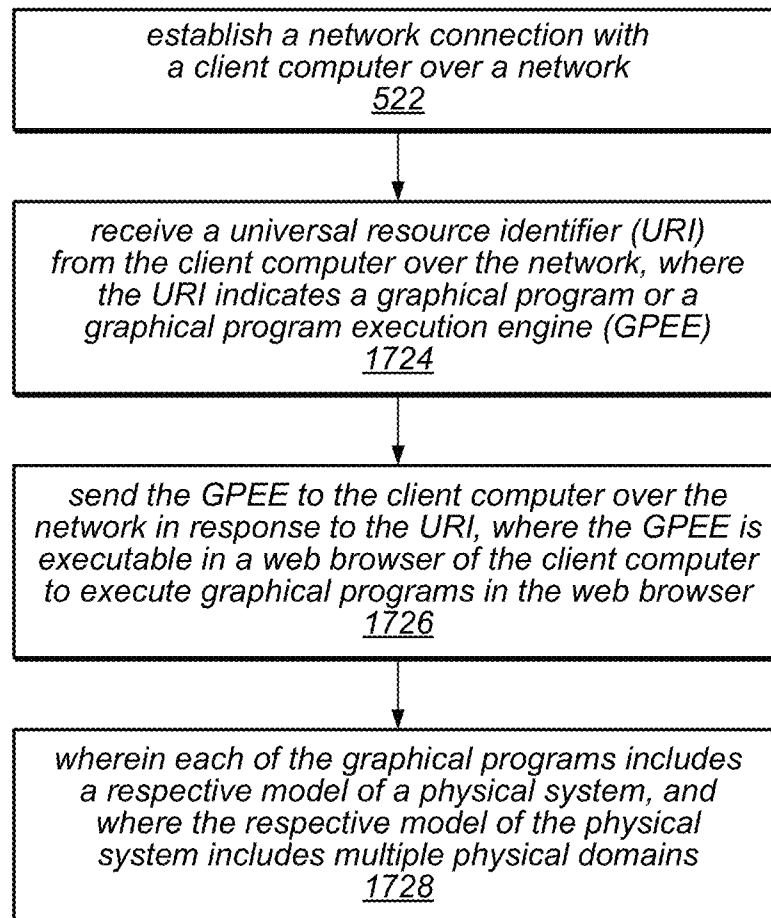 establish a network connection with
a client computer over a network
522
receive a universal resource identifier (URI)
from the client computer over the network, where
the URI indicates a graphical program or a
graphical program execution engine (GPEE)
1724
send the GPEE to the client computer over the
network in response to the URI, where the GPEE is
executable in a web browser of the client computer
to execute graphical programs in the web browser
1726
wherein each of the graphical programs includes
a respective model of a physical system, and
where the respective model of the physical
system includes multiple physical domains
1728